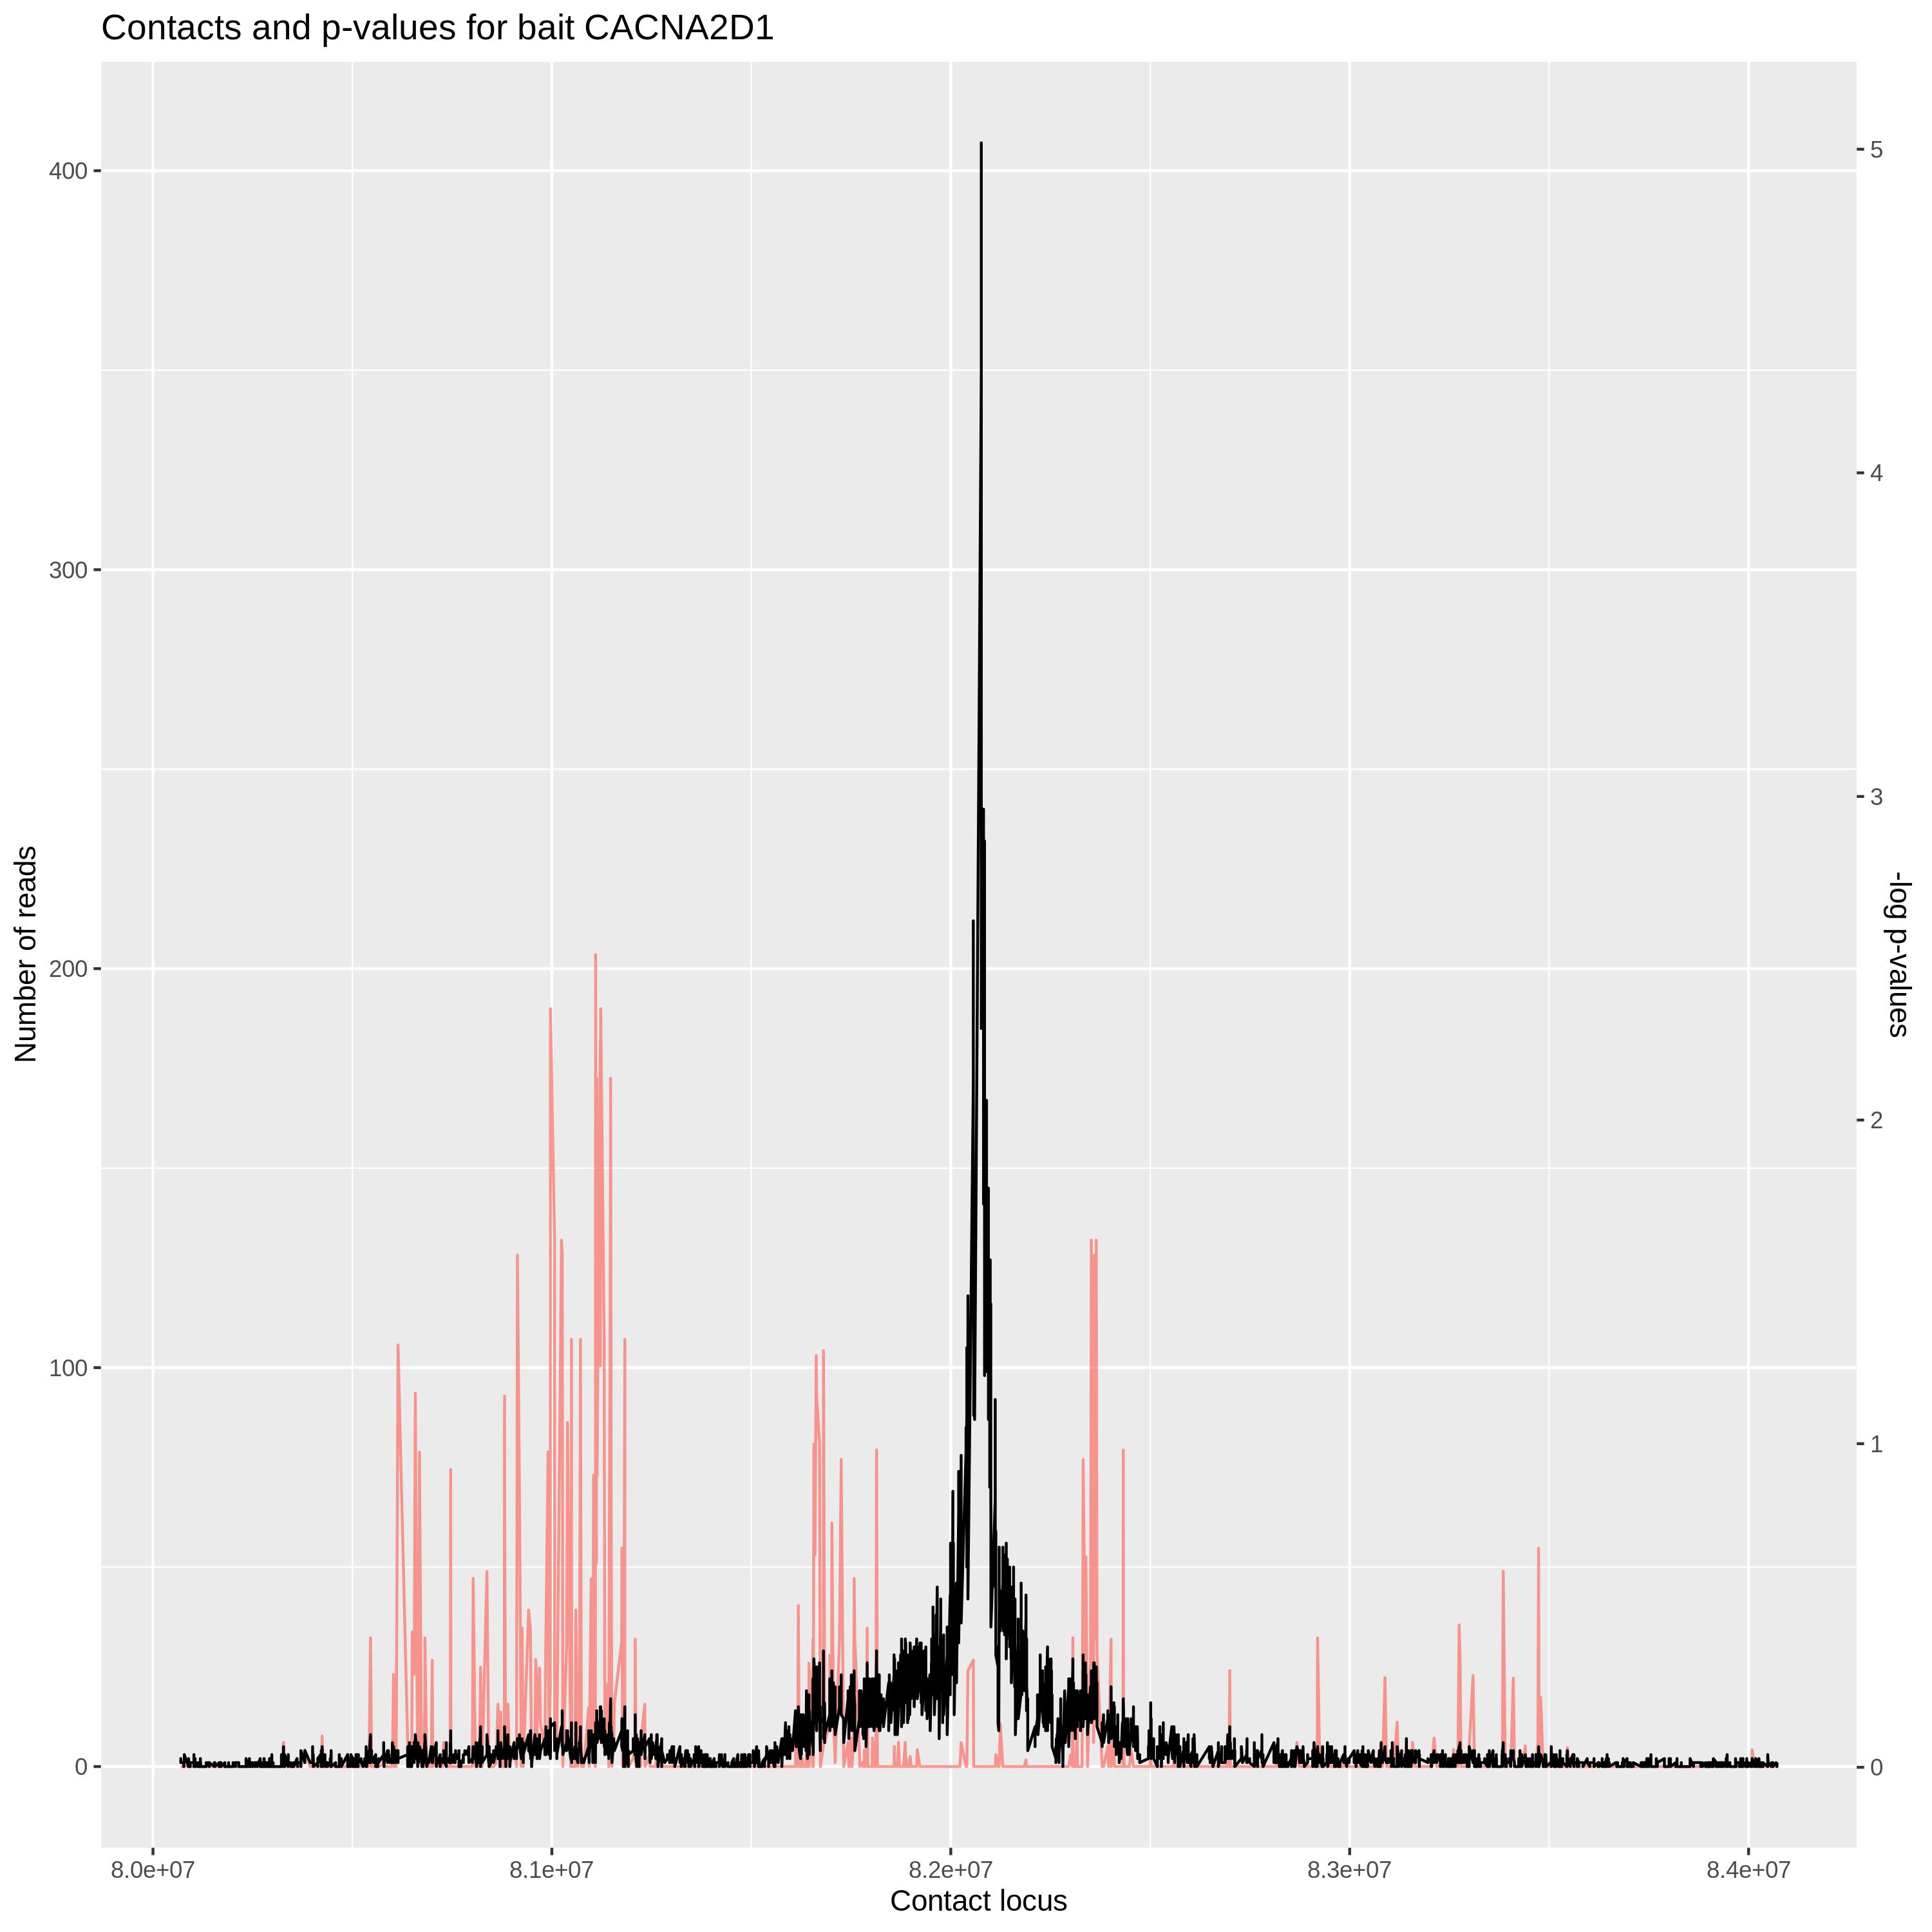 Contacts and p-values for bait CACNA2D1
Number of reads
400
300
200
100
0
5
4
3
2
1
0
-log p-values
8.0e+07
8.1e+07
8.2e+07
8.3e+07
8.4e+07
Contact locus